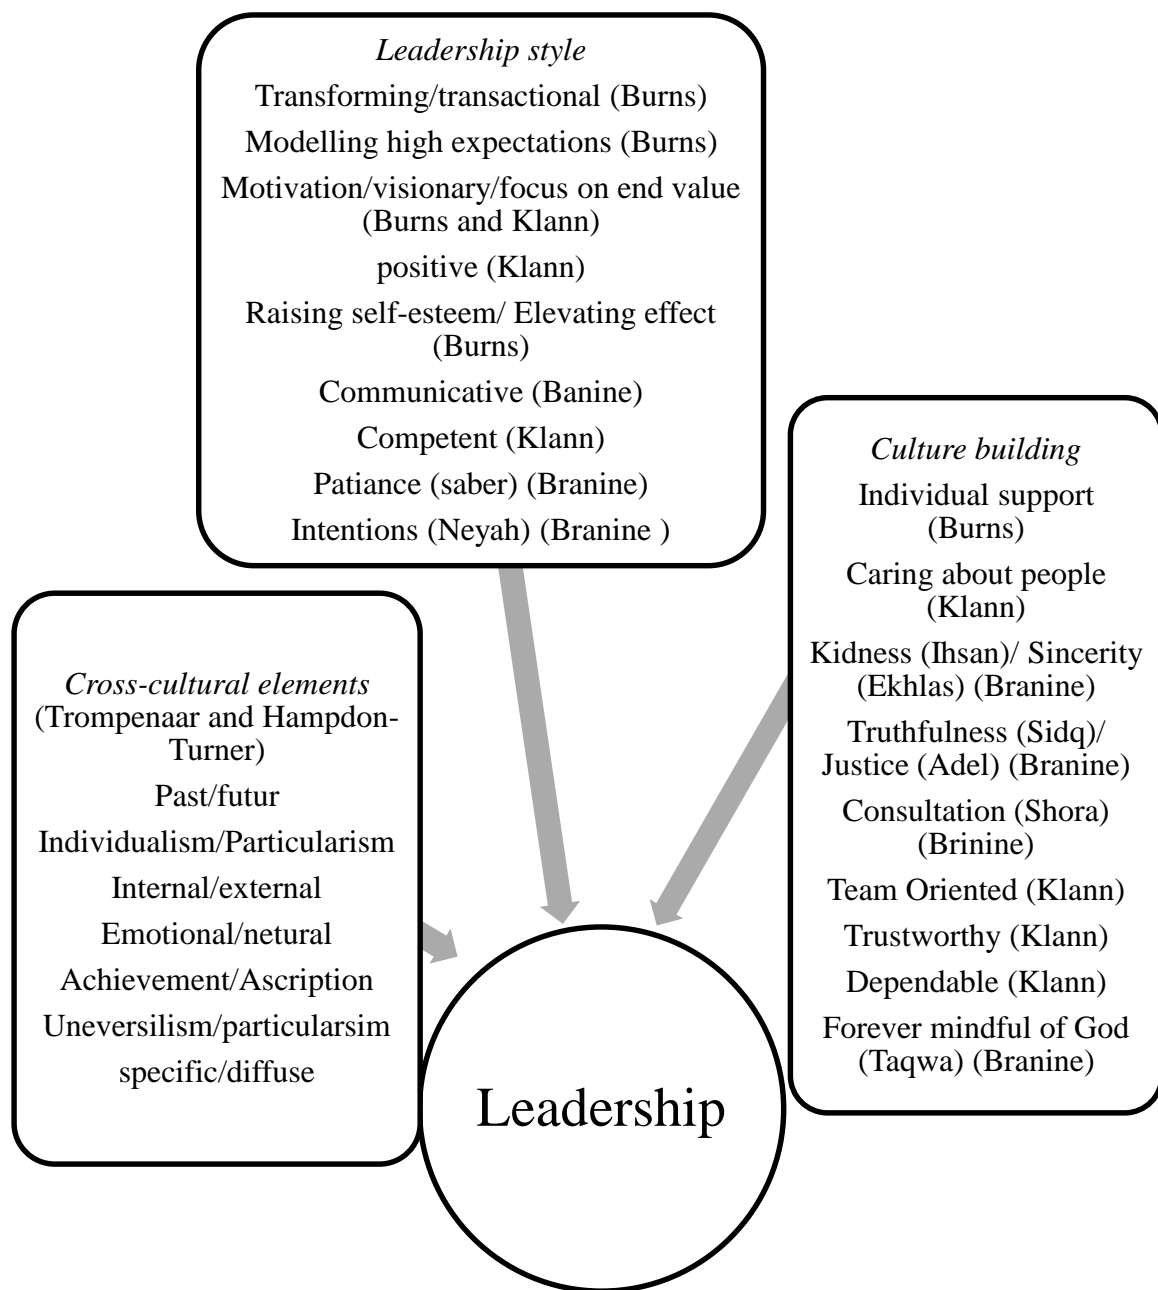 Leadership style
Transforming/transactional (Burns)
Modelling high expectations (Burns)
Motivation/visionary/focus on end value
(Burns and Klann)
positive (Klann)
Raising self-esteem/ Elevating effect
(Burns)
Communicative (Banine)
Competent (Klann)
Patiance (saber) (Branine)
Intentions (Neyah) (Branine )
Culture building
Individual support
(Burns)
Caring about people
(Klann)
Kidness (Ihsan)/ Sincerity
(Ekhlas) (Branine)
Truthfulness (Sidq)/
Justice (Adel) (Branine)
Consultation (Shora)
(Brinine)
Team Oriented (Klann)
Trustworthy (Klann)
Dependable (Klann)
Forever mindful of God
(Taqwa) (Branine)
Cross-cultural elements
(Trompenaar and Hampdon-
Turner)
Past/futur
Individualism/Particularism
Internal/external
Emotional/netural
Achievement/Ascription
Uneversilism/particularsim
specific/diffuse
Leadership